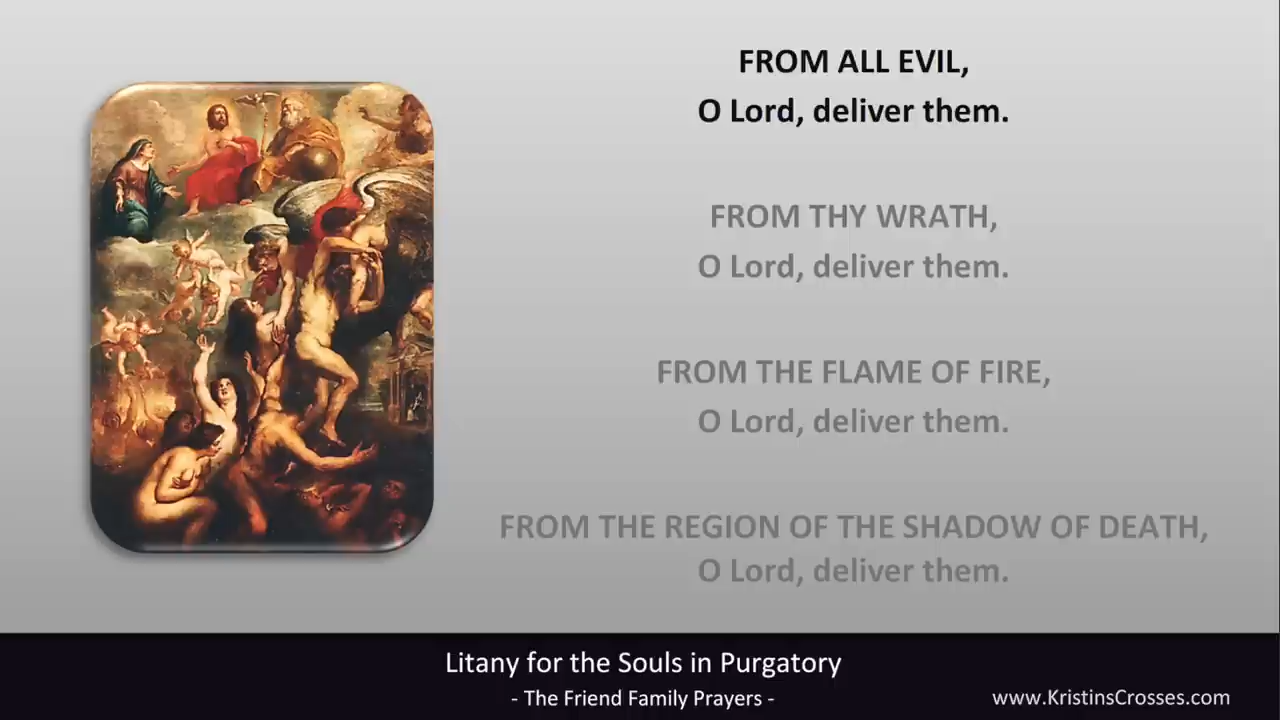 FROM ALL EVIL,
O Lord, deliver them.
FROM THY WRATH,
O Lord, deliver them.
FROM THE FLAME OF FIRE,
O Lord, deliver them.
FROM THE REGION OF THE SHADOW OF DEATH,
O Lord, deliver them.
Litany for the Souls in Purgatory
- The Friend Family Prayers -
www.KristinsCrosses.com